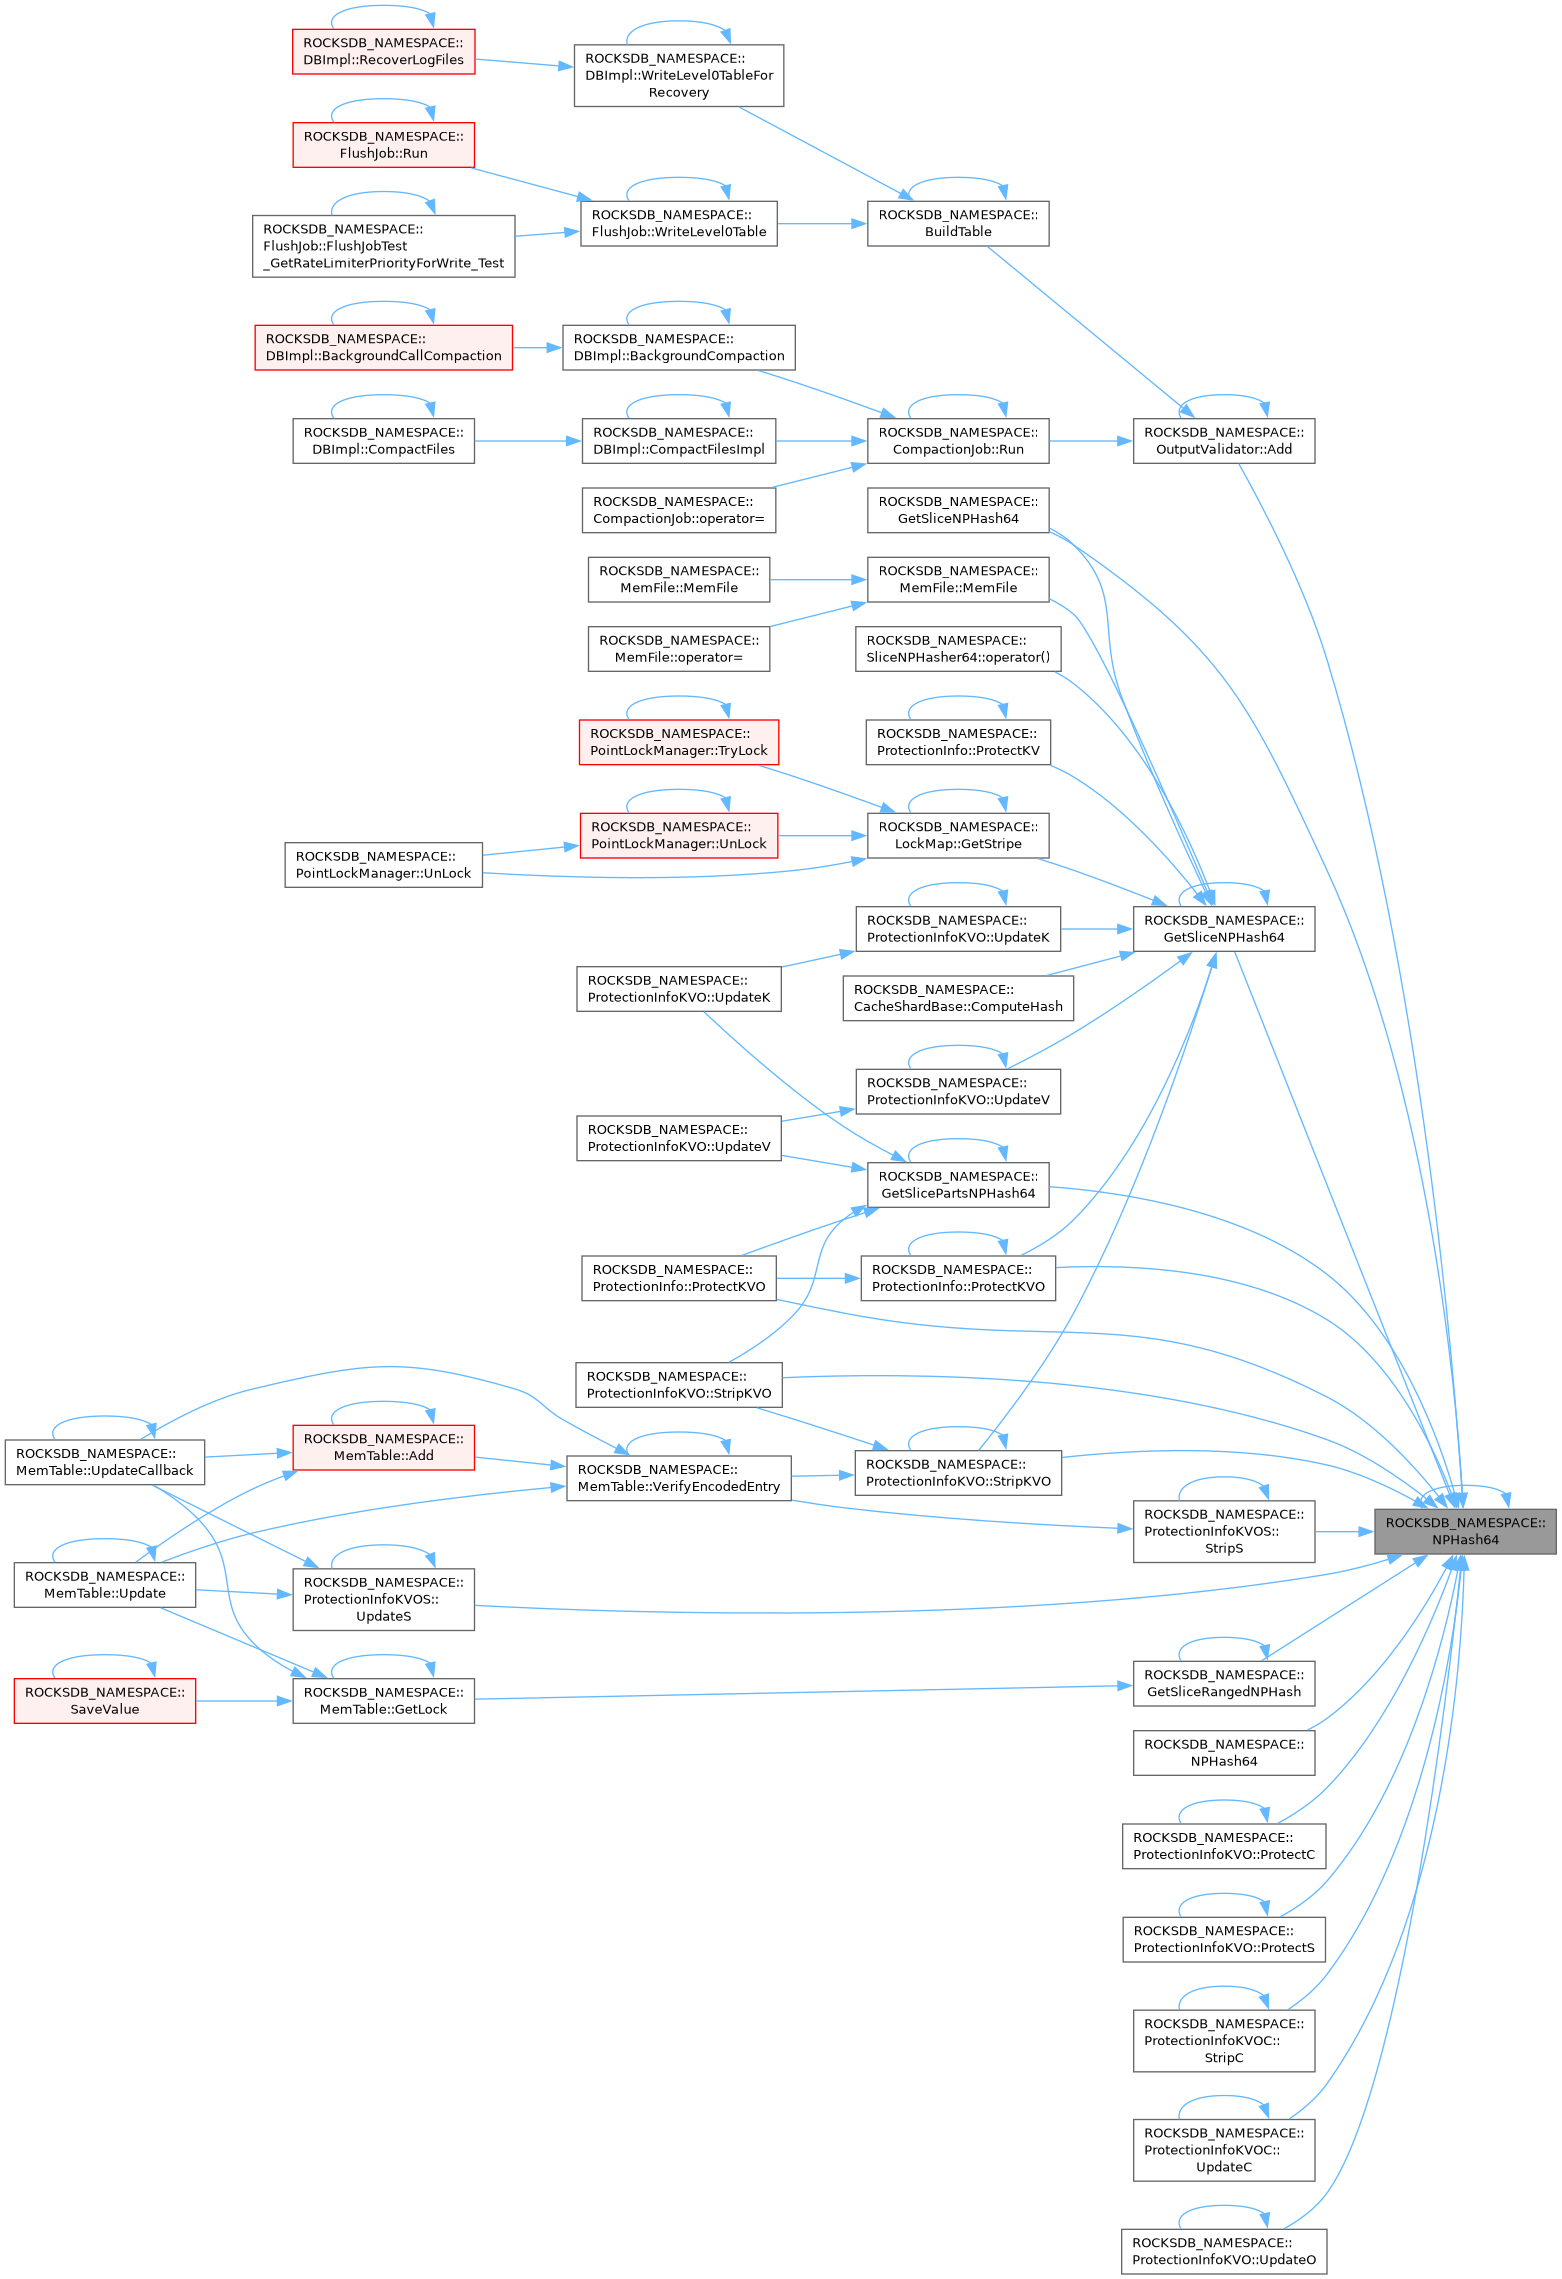 ROCKSDB_NAMESPACE::
DBImpl::RecoverLogFiles
ROCKSDB_NAMESPACE::
DBImpl::WriteLevel0TableFor
Recovery
ROCKSDB_NAMESPACE::
FlushJob::Run
ROCKSDB_NAMESPACE::
FlushJob::FlushJobTest
_GetRateLimiterPriorityForWrite_Test
ROCKSDB_NAMESPACE::
FlushJob::WriteLevel0Table
ROCKSDB_NAMESPACE::
BuildTable
ROCKSDB_NAMESPACE::
DBImpl::BackgroundCallCompaction
ROCKSDB_NAMESPACE::
DBImpl::BackgroundCompaction
ROCKSDB_NAMESPACE::
DBImpl::CompactFiles
ROCKSDB_NAMESPACE::
DBImpl::CompactFilesImpl
ROCKSDB_NAMESPACE::
CompactionJob::Run
ROCKSDB_NAMESPACE::
OutputValidator::Add
ROCKSDB_NAMESPACE::
CompactionJob::operator=
ROCKSDB_NAMESPACE::
GetSliceNPHash64
ROCKSDB_NAMESPACE::
MemFile::MemFile
ROCKSDB_NAMESPACE::
MemFile::MemFile
ROCKSDB_NAMESPACE::
MemFile::operator=
ROCKSDB_NAMESPACE::
SliceNPHasher64::operator()
ROCKSDB_NAMESPACE::
PointLockManager::TryLock
ROCKSDB_NAMESPACE::
ProtectionInfo::ProtectKV
ROCKSDB_NAMESPACE::
PointLockManager::UnLock
ROCKSDB_NAMESPACE::
LockMap::GetStripe
ROCKSDB_NAMESPACE::
PointLockManager::UnLock
ROCKSDB_NAMESPACE::
ProtectionInfoKVO::UpdateK
ROCKSDB_NAMESPACE::
GetSliceNPHash64
ROCKSDB_NAMESPACE::
ProtectionInfoKVO::UpdateK
ROCKSDB_NAMESPACE::
CacheShardBase::ComputeHash
ROCKSDB_NAMESPACE::
ProtectionInfoKVO::UpdateV
ROCKSDB_NAMESPACE::
ProtectionInfoKVO::UpdateV
ROCKSDB_NAMESPACE::
GetSlicePartsNPHash64
ROCKSDB_NAMESPACE::
ProtectionInfo::ProtectKVO
ROCKSDB_NAMESPACE::
ProtectionInfo::ProtectKVO
ROCKSDB_NAMESPACE::
ProtectionInfoKVO::StripKVO
ROCKSDB_NAMESPACE::
MemTable::UpdateCallback
ROCKSDB_NAMESPACE::
MemTable::Add
ROCKSDB_NAMESPACE::
MemTable::VerifyEncodedEntry
ROCKSDB_NAMESPACE::
ProtectionInfoKVO::StripKVO
ROCKSDB_NAMESPACE::
ProtectionInfoKVOS::
StripS
ROCKSDB_NAMESPACE::
NPHash64
ROCKSDB_NAMESPACE::
MemTable::Update
ROCKSDB_NAMESPACE::
ProtectionInfoKVOS::
UpdateS
ROCKSDB_NAMESPACE::
SaveValue
ROCKSDB_NAMESPACE::
MemTable::GetLock
ROCKSDB_NAMESPACE::
GetSliceRangedNPHash
ROCKSDB_NAMESPACE::
NPHash64
ROCKSDB_NAMESPACE::
ProtectionInfoKVO::ProtectC
ROCKSDB_NAMESPACE::
ProtectionInfoKVO::ProtectS
ROCKSDB_NAMESPACE::
ProtectionInfoKVOC::
StripC
ROCKSDB_NAMESPACE::
ProtectionInfoKVOC::
UpdateC
ROCKSDB_NAMESPACE::
ProtectionInfoKVO::UpdateO